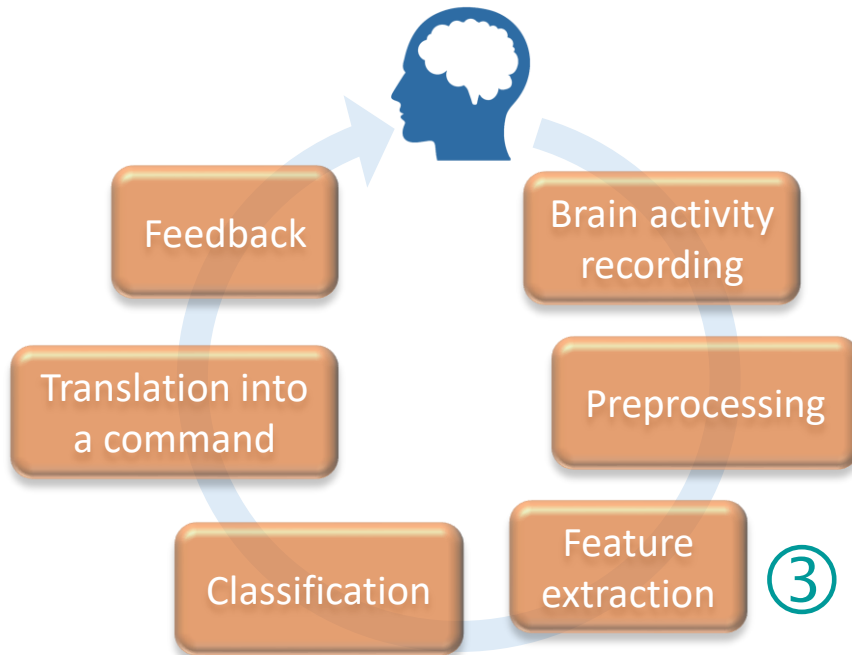 Brain activity
recording
Preprocessing
Feature
extraction
③
Classification
Translation into
a command
Feedback